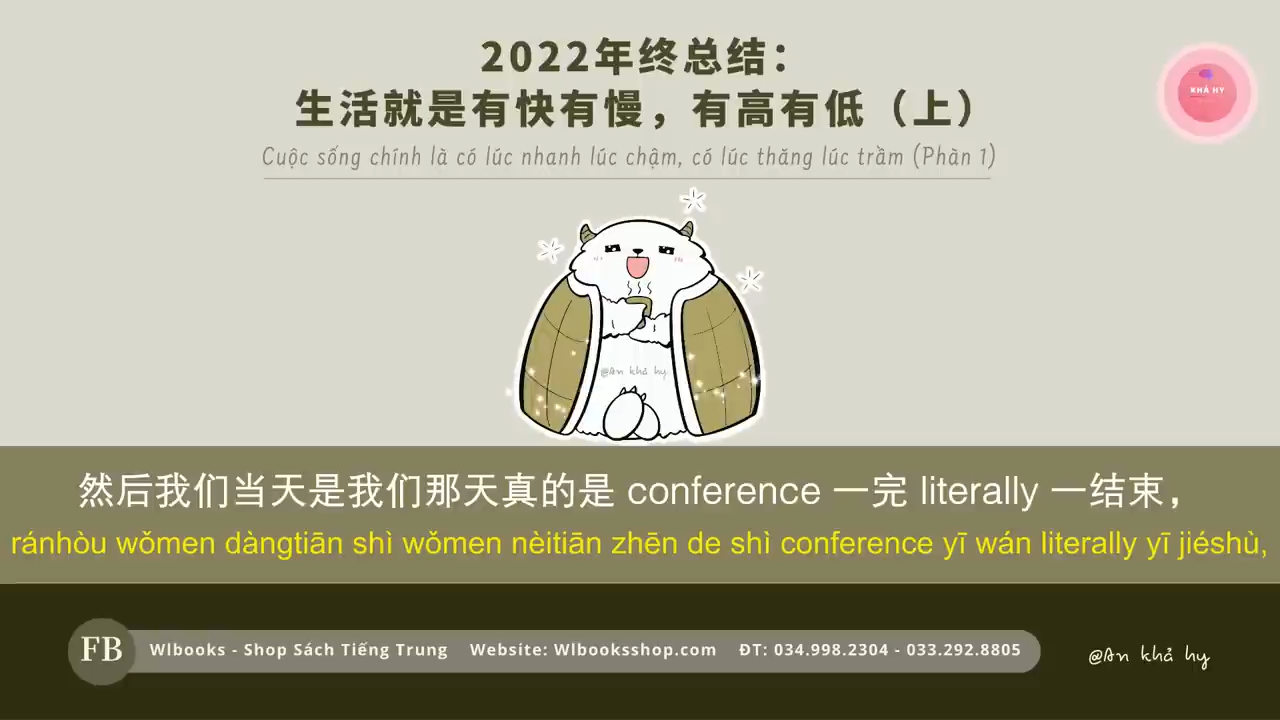 2022年终总结：
生活就是有快有慢，有高有低（上）
Cuộc sống chính là có lúc nhanh lúc chậm, có lúc thăng lúc trầm (Phần 1)
KHẢ HY
@An khả hy
然后我们当天是我们那天真的是 conference 一完 literally 一结束，
ránhòu wǒmen dàngtiān shì wǒmen nèitiān zhēn de shì conference yī wán literally yī jiéshù,
FB Wlbooks - Shop Sách Tiếng Trung Website: Wlbooksshop.com ĐT: 034.998.2304 - 033.292.8805
@An khả hy